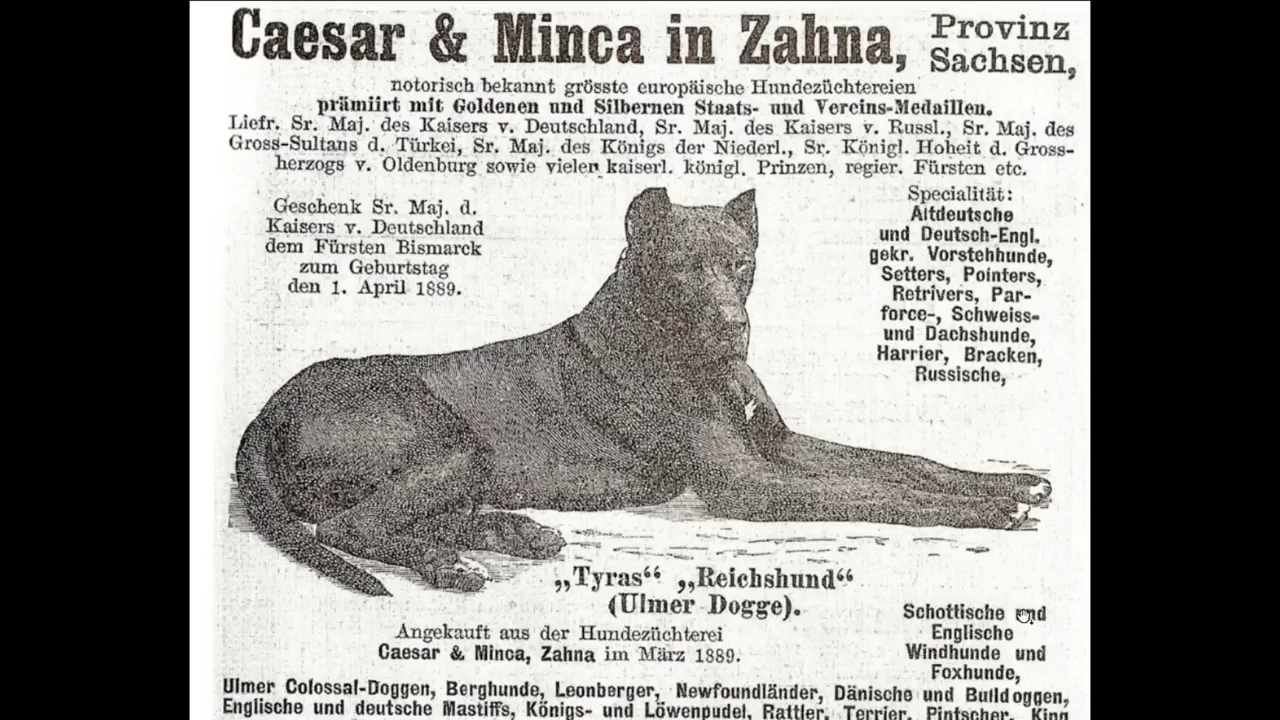 Caesar & Minca in Zahna, Provinz Sachsen,
notorisch bekannt grösste europäische Hundezüchtereien
prämiirt mit Goldenen und Silbernen Staats- und Vereins-Medaillen.
Liefr. Sr. Maj. des Kaisers v. Deutschland, Sr. Maj. des Kaisers v. Russl., Sr. Maj. des
Gross-Sultans d. Türkei, Sr. Maj. des Königs der Niederl., Sr. Königl. Hoheit d. Gross-
herzogs v. Oldenburg sowie vielen kaiserl. königl. Prinzen, regier. Fürsten etc.
Geschenk Sr. Maj. d.
Kaisers v. Deutschland
dem Fürsten Bismarck
zum Geburtstag
den 1. April 1889.
Specialität:
Altdeutsche
und Deutsch-Engl.
gekr. Vorstehhunde,
Setters, Pointers,
Retrivers, Par-
force-, Schweiss-
und Dachshunde,
Harrier, Bracken,
Russische,
„Tyras“ „Reichshund“
(Ulmer Dogge).
Angekauft aus der Hundezüchterei
Caesar & Minca, Zahna im März 1889.
Schottische und
Englische
Windhunde und
Foxhunde,
Ulmer Colossal-Doggen, Berghunde, Leonberger, Newfoundländer, Dänische und Bulldoggen,
Englische und deutsche Mastiffs, Königs- und Löwenpudel, Rattler, Terrier, Pintscher, King